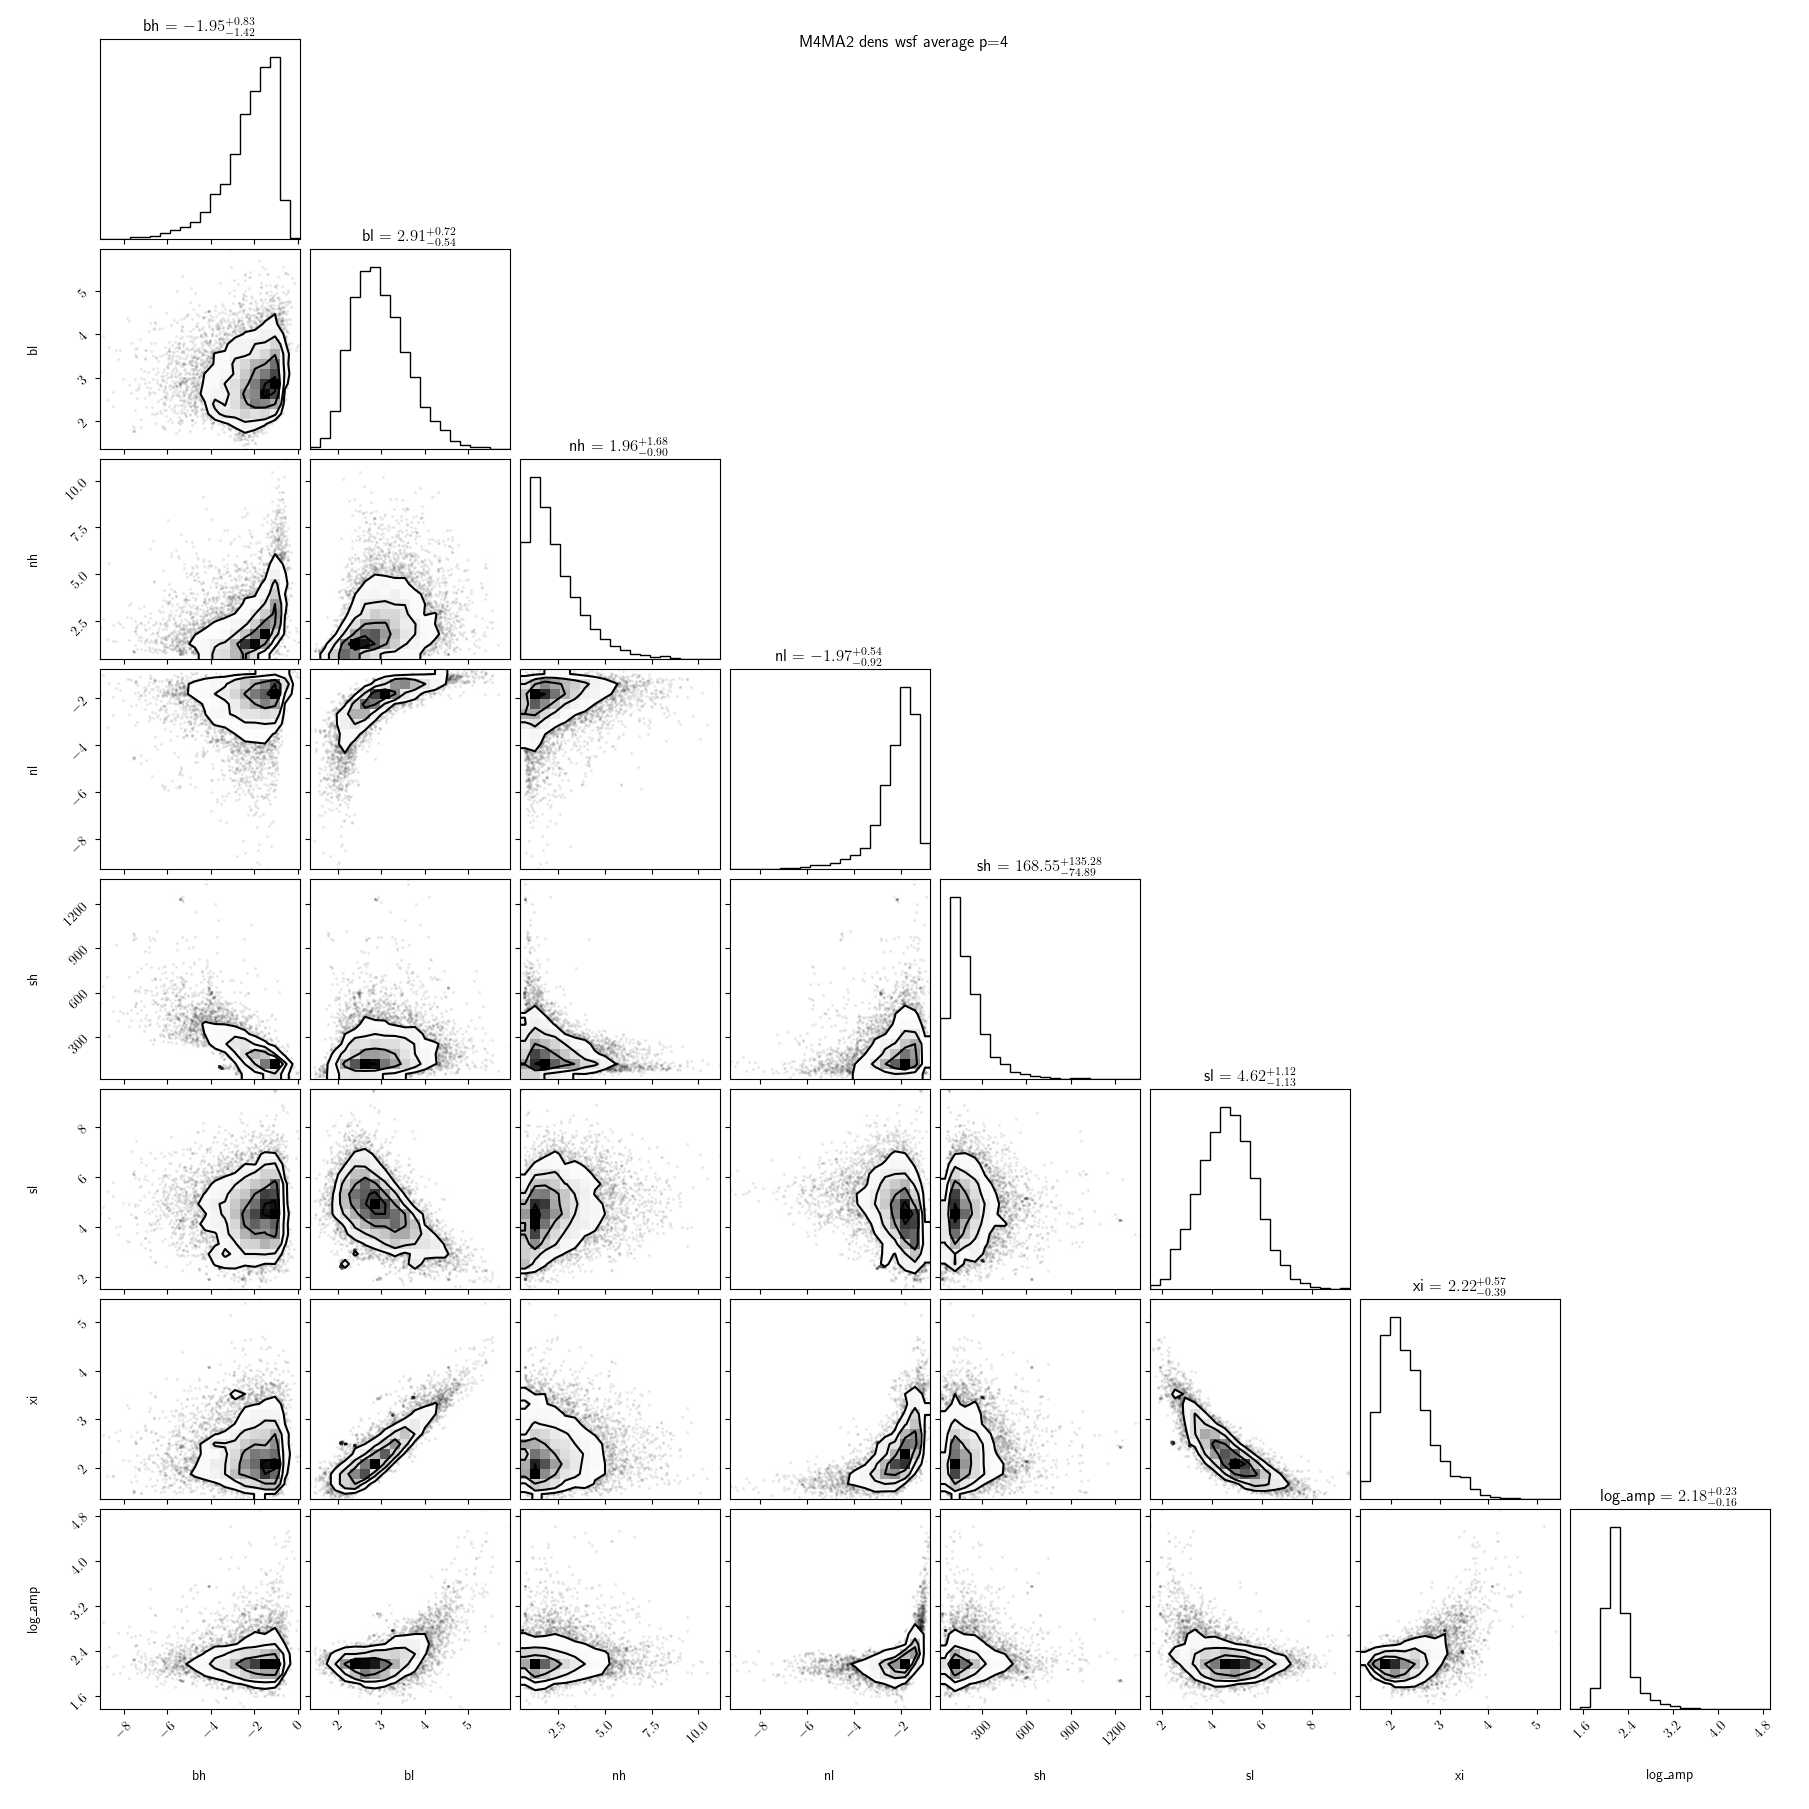 bh = −1.95+0.83−1.42
M4MA2 dens wsf average p=4
bl = 2.91+0.72−0.54
5
4
3
2
bl
nh = 1.96+1.68−0.90
10.0
7.5
5.0
2.5
nh
nl = −1.97+0.54−0.92
−2
−4
−6
−8
nl
sh = 168.55+135.28−74.89
1200
900
600
300
sh
sl = 4.62+1.12−1.13
8
6
4
2
sl
xi = 2.22+0.57−0.39
5
4
3
2
xi
log_amp = 2.18+0.23−0.16
4.8
4.0
3.2
2.4
1.6
log_amp
−8 −6 −4 −2 0 2 3 4 5 2.5 5.0 7.5 10.0 −8 −6 −4 −2 300 600 900 1200 2 4 6 8 2 3 4 5 1.6 2.4 3.2 4.0 4.8
bh bl nh nl sh sl xi log_amp